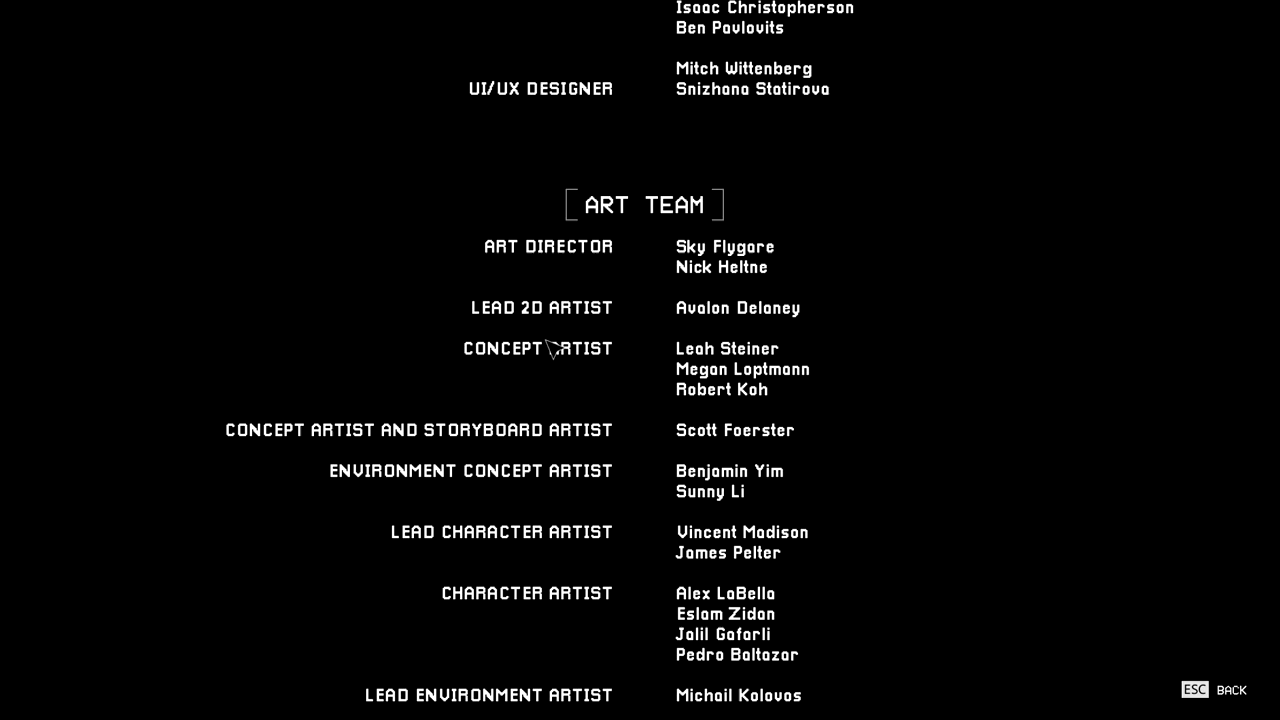 Isaac Christopherson
Ben Pavlovits
Mitch Wittenberg
UI/UX DESIGNER Snizhana Statirova
ART TEAM
ART DIRECTOR Sky Flygare
Nick Heltne
LEAD 2D ARTIST Avalon Delaney
CONCEPT ARTIST Leah Steiner
Megan Loptmann
Robert Koh
CONCEPT ARTIST AND STORYBOARD ARTIST Scott Foerster
ENVIRONMENT CONCEPT ARTIST Benjamin Yim
Sunny Li
LEAD CHARACTER ARTIST Vincent Madison
James Pelter
CHARACTER ARTIST Alex LaBella
Eslam Zidan
Jalil Gafarli
Pedro Baltazar
LEAD ENVIRONMENT ARTIST Michail Kolovos
ESC BACK